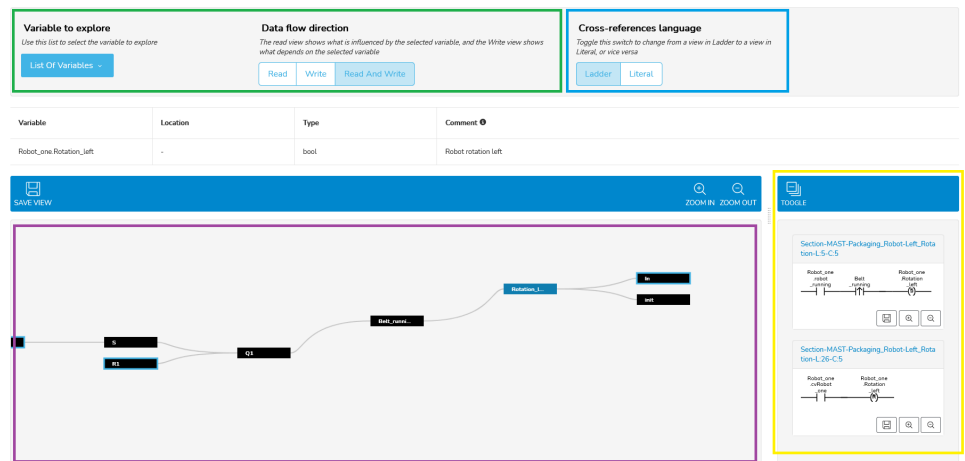 Variable to explore
Use this list to select the variable to explore
List Of Variables
Data flow direction
The read view shows what is influenced by the selected variable, and the Write view shows
what depends on the selected variable
Read Write Read And Write
Cross-references language
Toggle this switch to change from a view in Ladder to a view in
Literal, or vice versa
Ladder Literal
Variable Location Type Comment
Robot_one.Rotation_left - bool Robot rotation left
SAVE VIEW
ZOOM IN ZOOM OUT
TOOGLE
In
Rotation_l...
init
Belt_runni...
S
Q1
R1
Section-MAST-Packaging_Robot-Left_Rota
tion-L:5-C:5
Robot_one Robot_one
.robot Belt .Rotation
_running _running _left
Section-MAST-Packaging_Robot-Left_Rota
tion-L:26-C:5
Robot_one Robot_one
.cvRobot .Rotation
_one _left